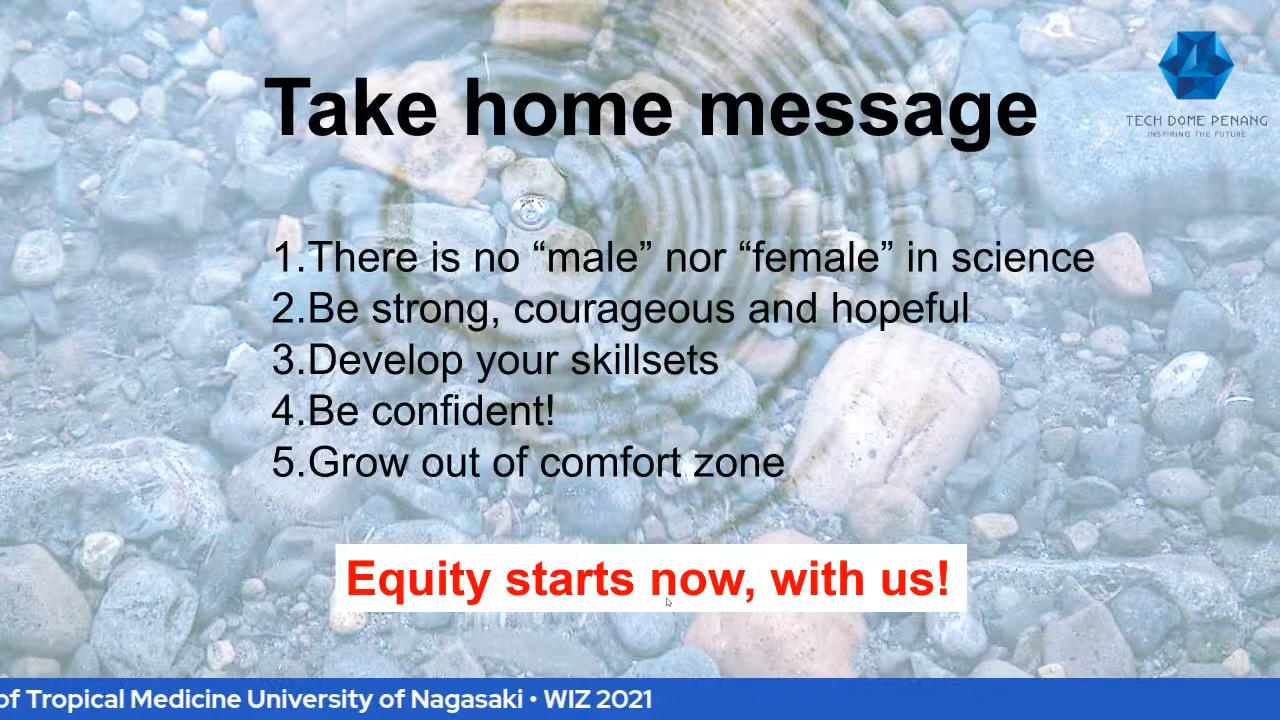 Take home message
TECH DOME PENANG
INSPIRING THE FUTURE
1.There is no “male” nor “female” in science
2.Be strong, courageous and hopeful
3.Develop your skillsets
4.Be confident!
5.Grow out of comfort zone
Equity starts now, with us!
of Tropical Medicine University of Nagasaki • WIZ 2021